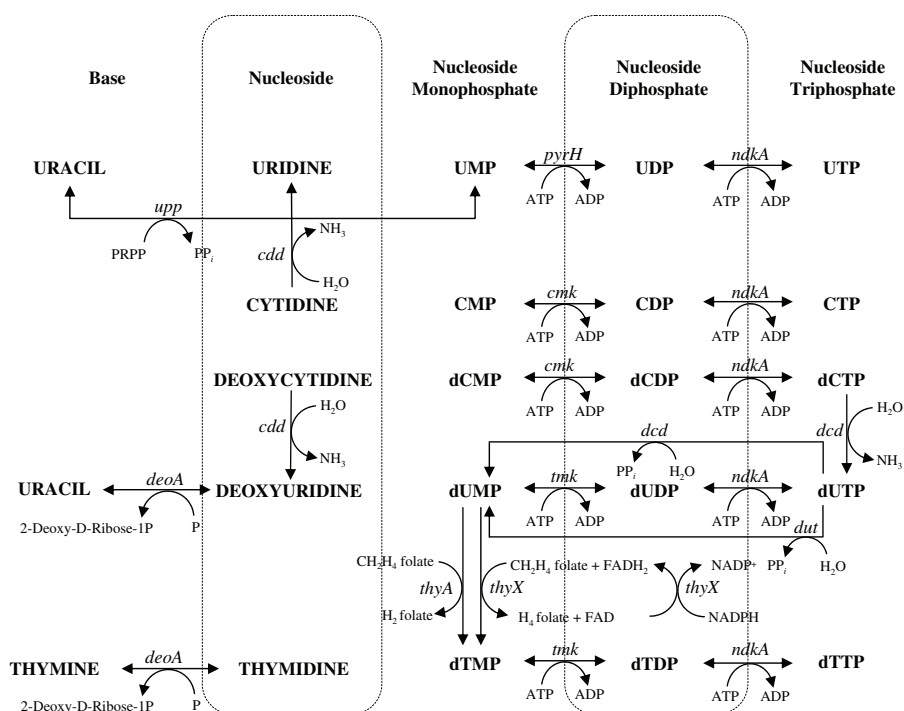 Base
Nucleoside
Nucleoside
Monophosphate
Nucleoside
Diphosphate
Nucleoside
Triphosphate
URACIL
URIDINE
UMP
pyrH
UDP
ndkA
UTP
ATP
ADP
ATP
ADP
upp
PRPP
PPi
cdd
NH3
H2O
CYTIDINE
CMP
cmk
CDP
ndkA
CTP
ATP
ADP
ATP
ADP
DEOXYCYTIDINE
dCMP
cmk
dCDP
ndkA
dCTP
ATP
ADP
ATP
ADP
cdd
H2O
NH3
dcd
PPi
H2O
dcd
H2O
NH3
URACIL
deoA
DEOXYURIDINE
dUMP
tmk
dUDP
ndkA
dUTP
2-Deoxy-D-Ribose-1P
P
ATP
ADP
ATP
ADP
dut
PPi
H2O
CH2H4 folate
thyA
H2 folate
thyX
CH2H4 folate + FADH2
H4 folate + FAD
thyX
NADP+
NADPH
THYMINE
deoA
THYMIDINE
dTMP
tmk
dTDP
ndkA
dTTP
2-Deoxy-D-Ribose-1P
P
ATP
ADP
ATP
ADP